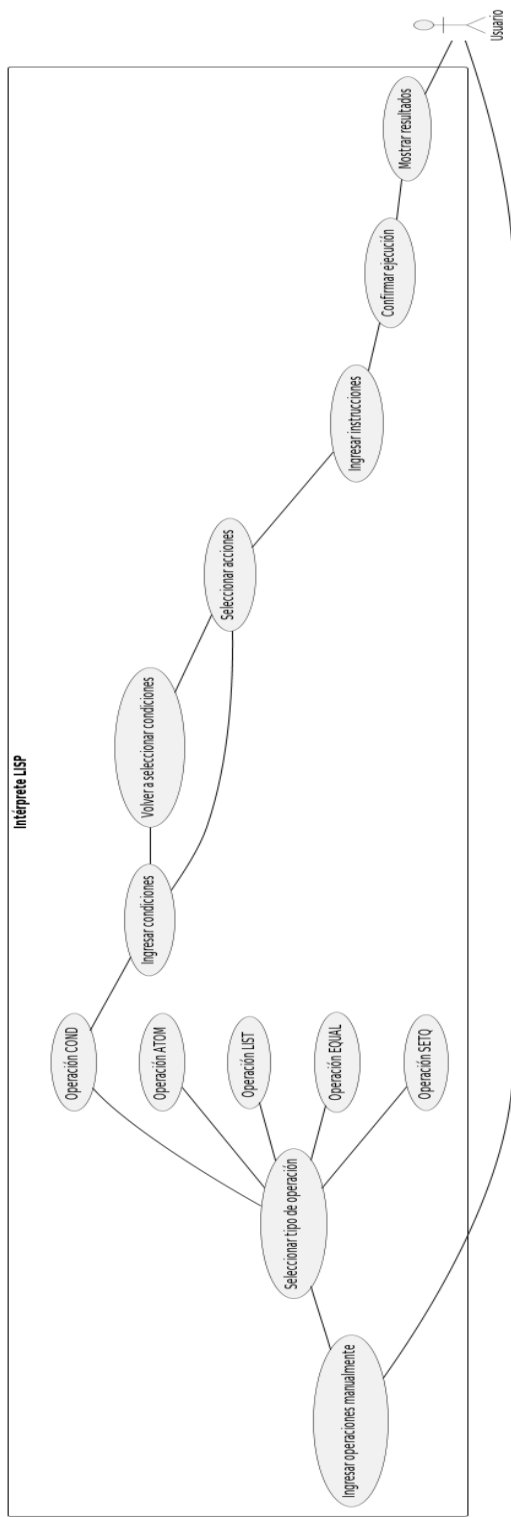 Intérprete LISP
Operación COND
Operación ATOM
Operación LIST
Operación EQUAL
Operación SETQ
Seleccionar tipo de operación
Ingresar operaciones manualmente
Ingresar condiciones
Volver a seleccionar condiciones
Seleccionar acciones
Ingresar instrucciones
Confirmar ejecución
Mostrar resultados
Usuario